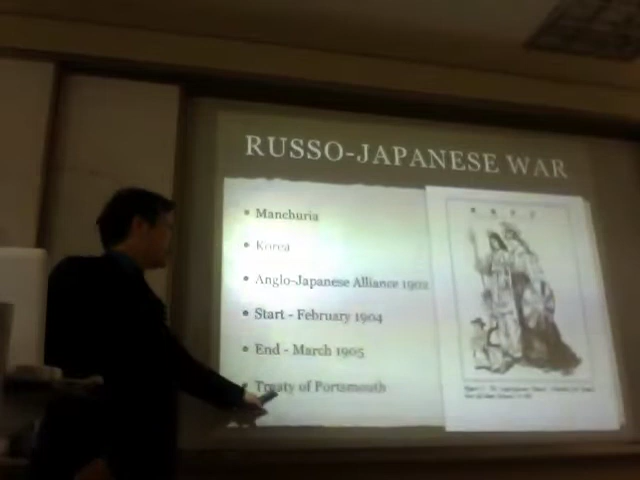 RUSSO-JAPANESE WAR
• Manchuria
• Korea
• Anglo-Japanese Alliance 1902
• Start - February 1904
• End - March 1905
• Treaty of Portsmouth